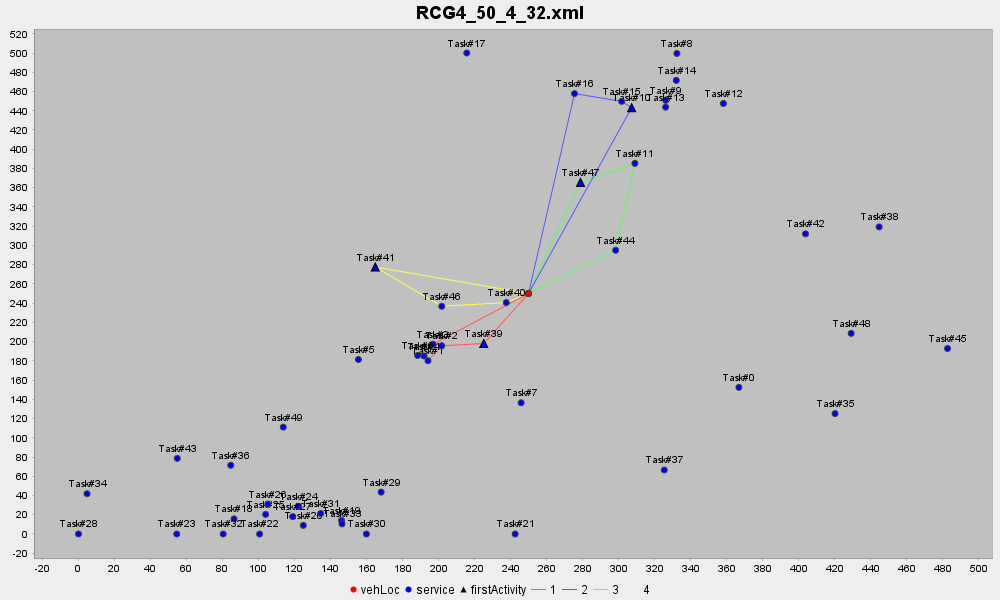 RCG4_50_4_32.xml
520
500
480
460
440
420
400
380
360
340
320
300
280
260
240
220
200
180
160
140
120
100
80
60
40
20
0
-20
Task#17
Task#8
Task#14
Task#16
Task#15
Task#9
Task#10
Task#13
Task#12
Task#11
Task#47
Task#38
Task#42
Task#44
Task#41
Task#40
Task#46
Task#39
Task#2
Task#5
Task#48
Task#45
Task#0
Task#7
Task#35
Task#49
Task#43
Task#36
Task#37
Task#34
Task#29
Task#24
Task#31
Task#18
Task#28
Task#23
Task#32
Task#22
Task#30
Task#21
-20 0 20 40 60 80 100 120 140 160 180 200 220 240 260 280 300 320 340 360 380 400 420 440 460 480 500
vehLoc service firstActivity 1 2 3 4